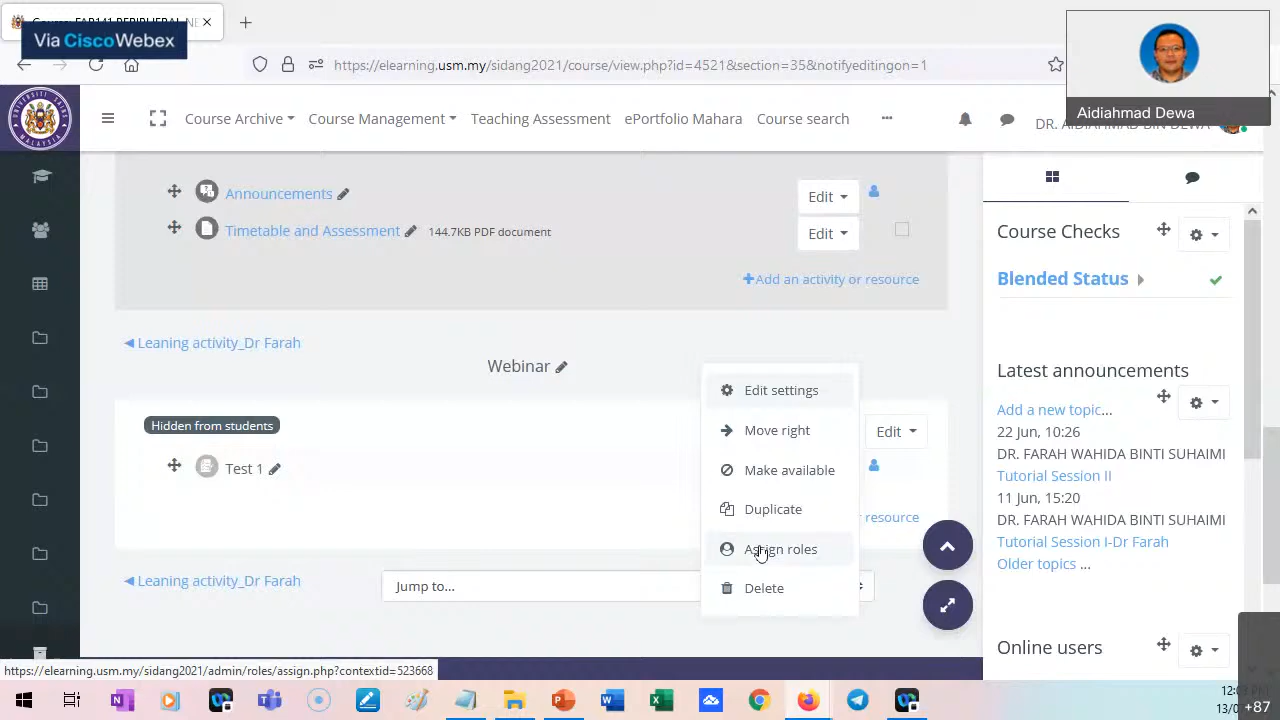 Course: FAP141 PERIPHERAL NE
Via CiscoWebex
https://elearning.usm.my/sidang2021/course/view.php?id=4521&section=35&notifyeditingon=1
Aidiahmad Dewa
Course Archive
Course Management
Teaching Assessment
ePortfolio Mahara
Course search
DR. AIDIAHMAD BIN DEWA
Announcements
Edit
Timetable and Assessment
144.7KB PDF document
Edit
Add an activity or resource
Leaning activity_Dr Farah
Webinar
Hidden from students
Edit
Test 1
resource
Edit settings
Move right
Make available
Duplicate
Assign roles
Delete
Leaning activity_Dr Farah
Jump to...
Course Checks
Blended Status
Latest announcements
Add a new topic...
22 Jun, 10:26
DR. FARAH WAHIDA BINTI SUHAIMI
Tutorial Session II
11 Jun, 15:20
DR. FARAH WAHIDA BINTI SUHAIMI
Tutorial Session I-Dr Farah
Older topics ...
Online users
https://elearning.usm.my/sidang2021/admin/roles/assign.php?contextid=523668
+87